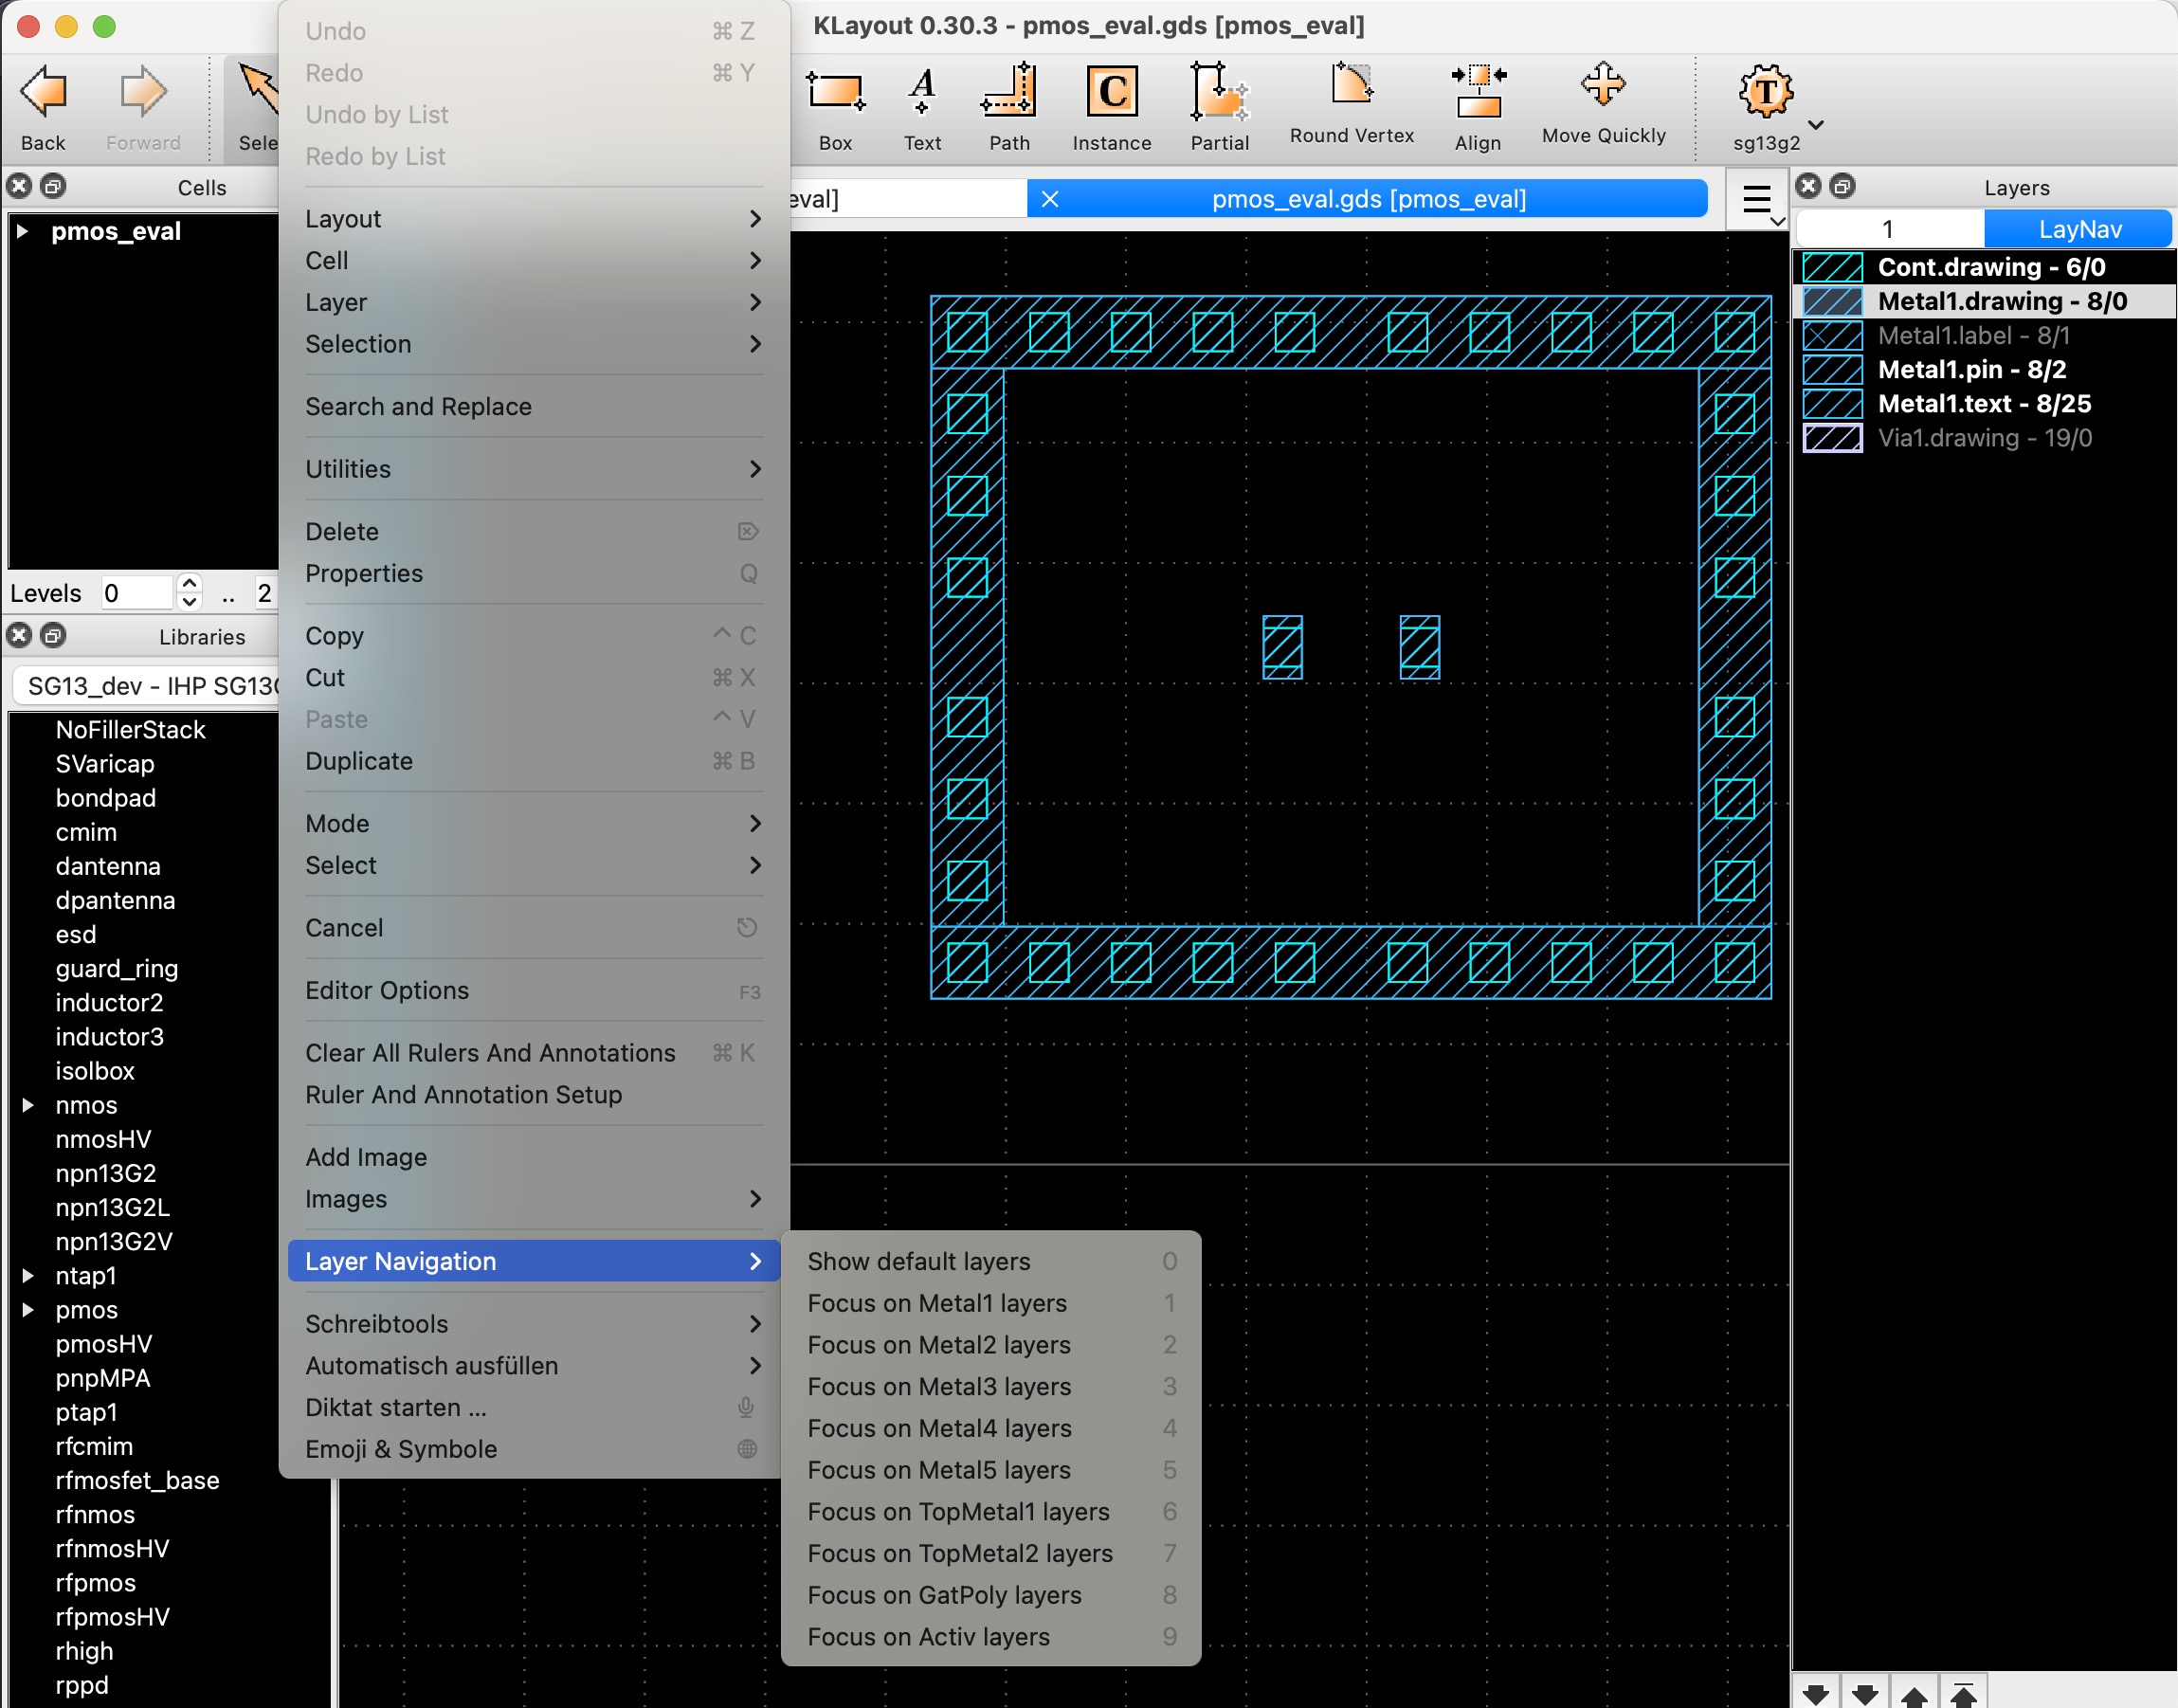 KLayout 0.30.3 - pmos_eval.gds [pmos_eval]
Back
Forward
Sele
Box
Text
Path
Instance
Partial
Round Vertex
Align
Move Quickly
sg13g2
Cells
pmos_eval
Levels 0 .. 2
Libraries
SG13_dev - IHP SG13
NoFillerStack
SVaricap
bondpad
cmim
dantenna
dpantenna
esd
guard_ring
inductor2
inductor3
isolbox
nmos
nmosHV
npn13G2
npn13G2L
npn13G2V
ntap1
pmos
pmosHV
pnpMPA
ptap1
rfcmim
rfmosfet_base
rfnmos
rfnmosHV
rfpmos
rfpmosHV
rhigh
rppd
Undo ⌘ Z
Redo ⌘ Y
Undo by List
Redo by List
Layout
Cell
Layer
Selection
Search and Replace
Utilities
Delete
Properties Q
Copy ^ C
Cut ⌘ X
Paste ^ V
Duplicate ⌘ B
Mode
Select
Cancel
Editor Options F3
Clear All Rulers And Annotations ⌘ K
Ruler And Annotation Setup
Add Image
Images
Layer Navigation
Schreibtools
Automatisch ausfüllen
Diktat starten ...
Emoji & Symbole
Show default layers 0
Focus on Metal1 layers 1
Focus on Metal2 layers 2
Focus on Metal3 layers 3
Focus on Metal4 layers 4
Focus on Metal5 layers 5
Focus on TopMetal1 layers 6
Focus on TopMetal2 layers 7
Focus on GatPoly layers 8
Focus on Activ layers 9
eval]
pmos_eval.gds [pmos_eval]
Layers
1
LayNav
Cont.drawing - 6/0
Metal1.drawing - 8/0
Metal1.label - 8/1
Metal1.pin - 8/2
Metal1.text - 8/25
Via1.drawing - 19/0